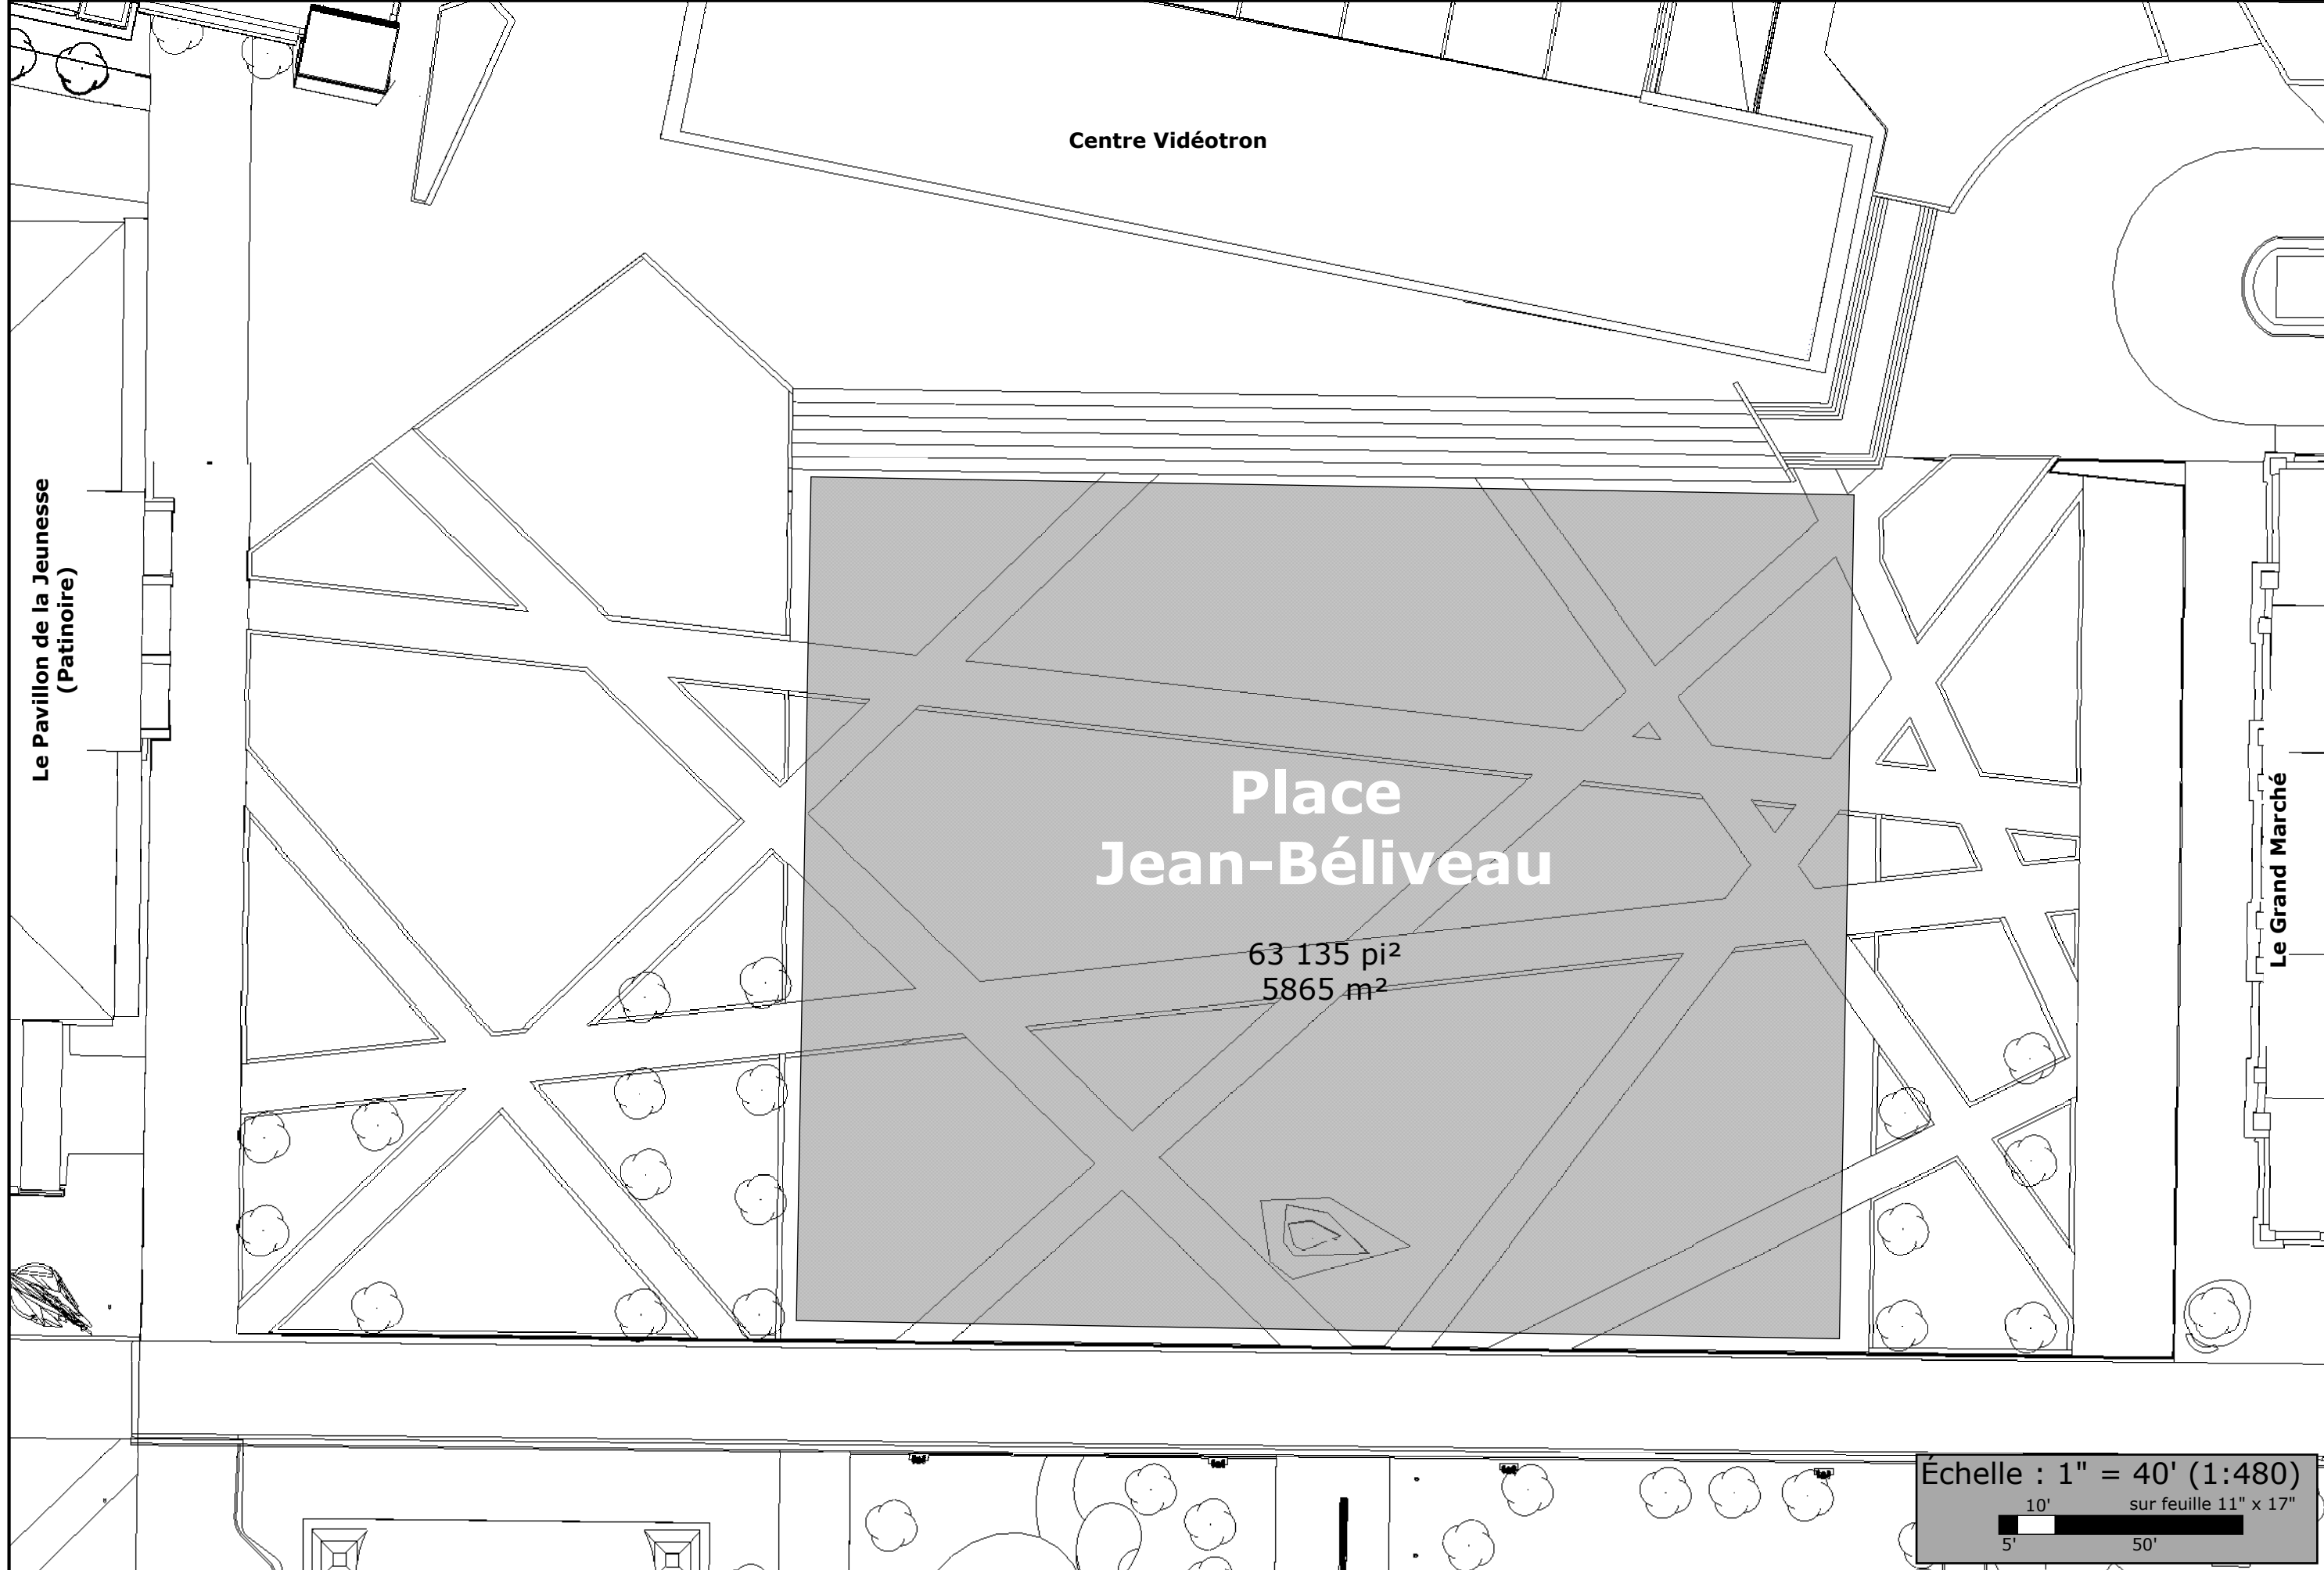 Centre Vidéotron
Le Pavillon de la Jeunesse
(Patinoire)
Place
Jean-Béliveau
63 135 pi²
5865 m²
Le Grand Marché
Échelle : 1" = 40' (1:480)
10' sur feuille 11" x 17"
5' 50'